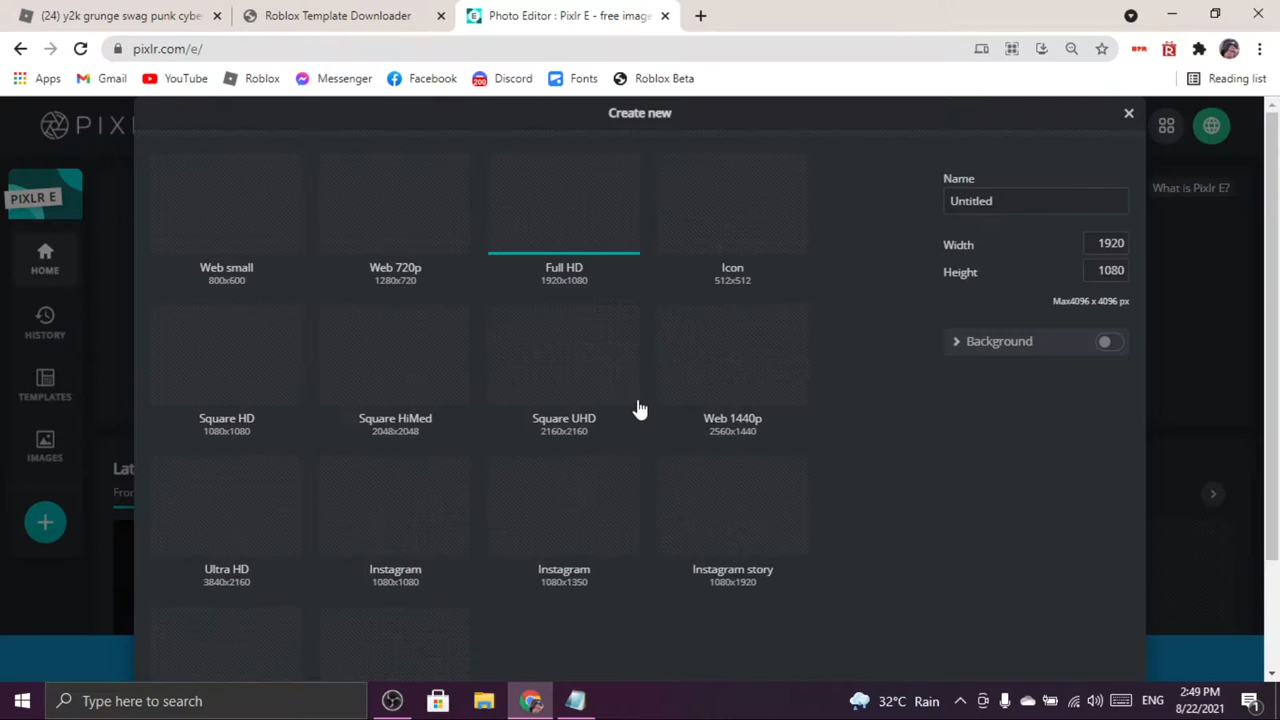 (24) y2k grunge swag punk cyber
Roblox Template Downloader
Photo Editor : Pixlr E - free image
pixlr.com/e/
Apps
Gmail
YouTube
Roblox
Messenger
Facebook
200
Discord
Fonts
Roblox Beta
Reading list
Create new
PIXLR E
HOME
HISTORY
TEMPLATES
IMAGES
Web small
800x600
Web 720p
1280x720
Full HD
1920x1080
Icon
512x512
Square HD
1080x1080
Square HiMed
2048x2048
Square UHD
2160x2160
Web 1440p
2560x1440
Ultra HD
3840x2160
Instagram
1080x1080
Instagram
1080x1350
Instagram story
1080x1920
Name
Untitled
Width
1920
Height
1080
Max4096 x 4096 px
Background
What is Pixlr E?
Type here to search
32°C Rain
ENG
2:49 PM
8/22/2021
1